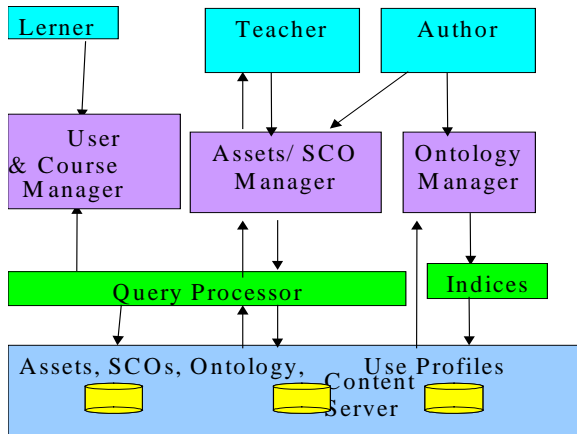 Lerner
Teacher
Author
User
& Course
Manager
Assets/ SCO
Manager
Ontology
Manager
Query Processor
Indices
Assets, SCOs, Ontology,
Use Profiles
Content
Server